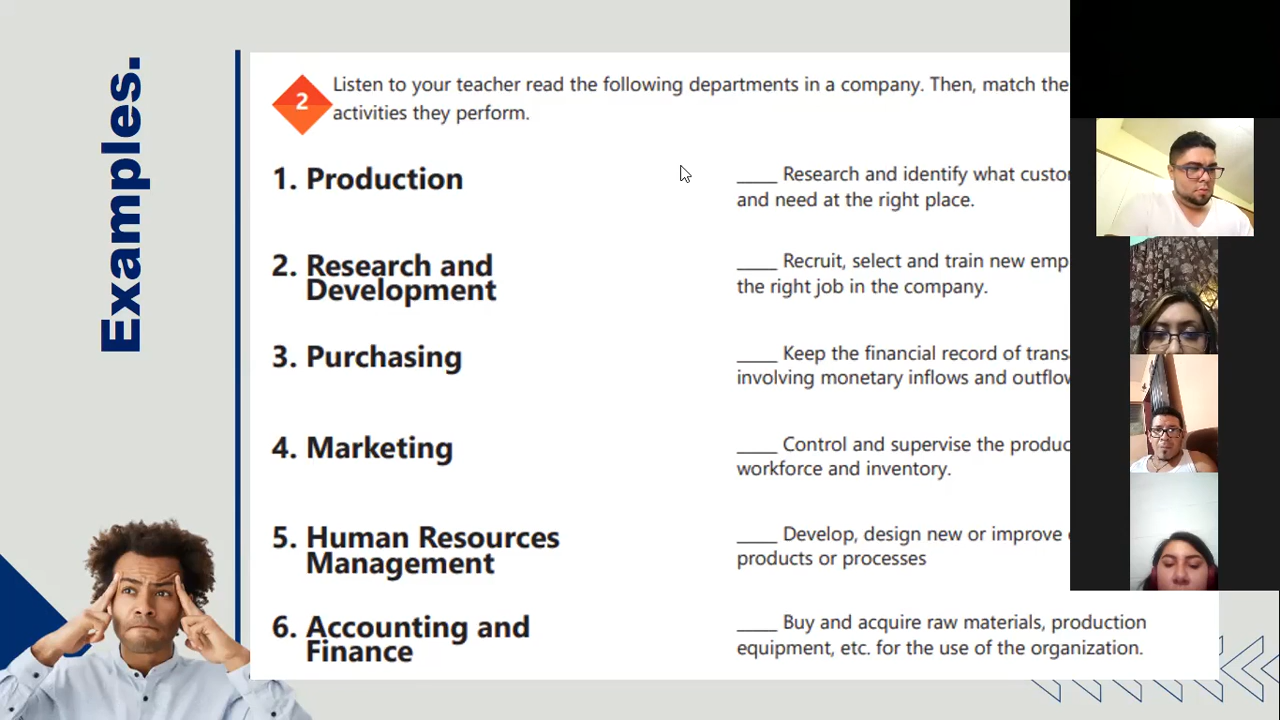 Examples.
2
Listen to your teacher read the following departments in a company. Then, match the
activities they perform.
1. Production
2. Research and
Development
3. Purchasing
4. Marketing
5. Human Resources
Management
6. Accounting and
Finance
_____ Research and identify what
and need at the right place.
_____ Recruit, select and train new
the right job in the company.
_____ Keep the financial record of
involving monetary inflows and
_____ Control and supervise the
workforce and inventory.
_____ Develop, design new or improve
products or processes
_____ Buy and acquire raw materials, production
equipment, etc. for the use of the organization.